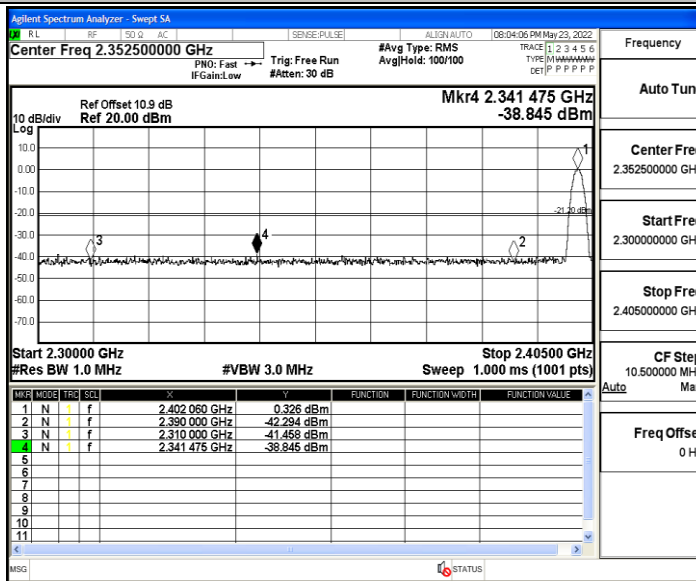 Agilent Spectrum Analyzer - Swept SA
LXI RL RF 50 Ω AC SENSE:PULSE ALIGN AUTO 08:04:06 PM May 23, 2022
Center Freq 2.352500000 GHz
PNO: Fast
IFGain:Low
Trig: Free Run
#Atten: 30 dB
#Avg Type: RMS
Avg|Hold: 100/100
TRACE 1 2 3 4 5 6
TYPE M W W W W W
DET P P P P P P
Ref Offset 10.9 dB
10 dB/div Ref 20.00 dBm
Log
Mkr4 2.341 475 GHz
-38.845 dBm
10.0
0.00
-10.0
-20.0
-30.0
-40.0
-50.0
-60.0
-70.0
1
-21.20 dBm
3
4
2
Start 2.30000 GHz Stop 2.40500 GHz
#Res BW 1.0 MHz #VBW 3.0 MHz Sweep 1.000 ms (1001 pts)
MKR MODE TRC SCL X Y FUNCTION FUNCTION WIDTH FUNCTION VALUE
1 N 1 f 2.402 060 GHz 0.326 dBm
2 N 1 f 2.390 000 GHz -42.294 dBm
3 N 1 f 2.310 000 GHz -41.458 dBm
4 N 1 f 2.341 475 GHz -38.845 dBm
5
6
7
8
9
10
11
MSG STATUS
Frequency
Auto Tun
Center Fre
2.352500000 GH
Start Fre
2.300000000 GH
Stop Fre
2.405000000 GH
CF Step
10.500000 MH
Auto Ma
Freq Offse
0 H